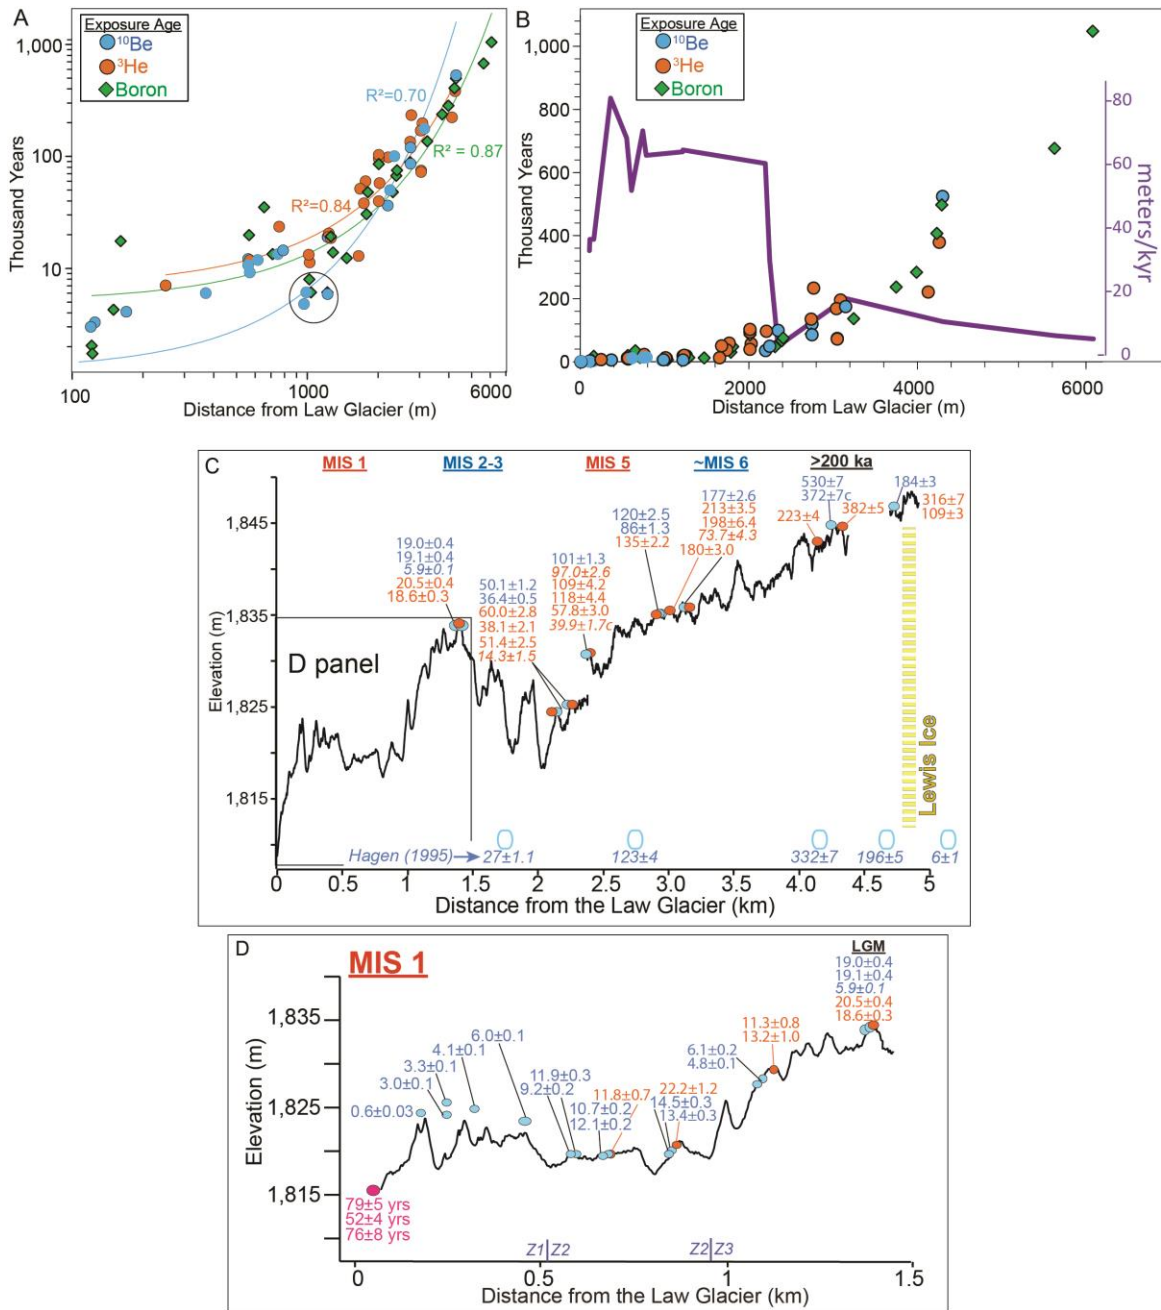 A
Exposure Age
10Be
3He
Boron
1,000
100
10
Thousand Years
R²=0.70
R² = 0.87
R²=0.84
100
1000
6000
Distance from Law Glacier (m)
B
Exposure Age
10Be
3He
Boron
1,000
800
600
400
200
0
Thousand Years
80
60
40
20
0
meters/kyr
0
2000
4000
6000
Distance from Law Glacier (m)
C
MIS 1
MIS 2-3
MIS 5
~MIS 6
>200 ka
1,845
1,835
1,825
1,815
Elevation (m)
D panel
19.0±0.4
19.1±0.4
5.9±0.1
20.5±0.4
18.6±0.3
50.1±1.2
36.4±0.5
60.0±2.8
38.1±2.1
51.4±2.5
14.3±1.5
101±1.3
97.0±2.6
109±4.2
118±4.4
57.8±3.0
39.9±1.7c
120±2.5
86±1.3
135±2.2
177±2.6
213±3.5
198±6.4
73.7±4.3
180±3.0
530±7
372±7c
223±4
382±5
184±3
316±7
109±3
Lewis Ice
Hagen (1995)
27±1.1
123±4
332±7
196±5
6±1
0
0.5
1
1.5
2
2.5
3.0
3.5
4.0
4.5
5
Distance from the Law Glacier (km)
D
MIS 1
LGM
19.0±0.4
19.1±0.4
5.9±0.1
20.5±0.4
18.6±0.3
1,835
1,825
1,815
Elevation (m)
0.6±0.03
3.0±0.1
3.3±0.1
4.1±0.1
6.0±0.1
11.9±0.3
9.2±0.2
10.7±0.2
12.1±0.2
11.8±0.7
22.2±1.2
14.5±0.3
13.4±0.3
6.1±0.2
4.8±0.1
11.3±0.8
13.2±1.0
79±5 yrs
52±4 yrs
76±8 yrs
Z1|Z2
Z2|Z3
0
0.5
1
1.5
Distance from the Law Glacier (km)